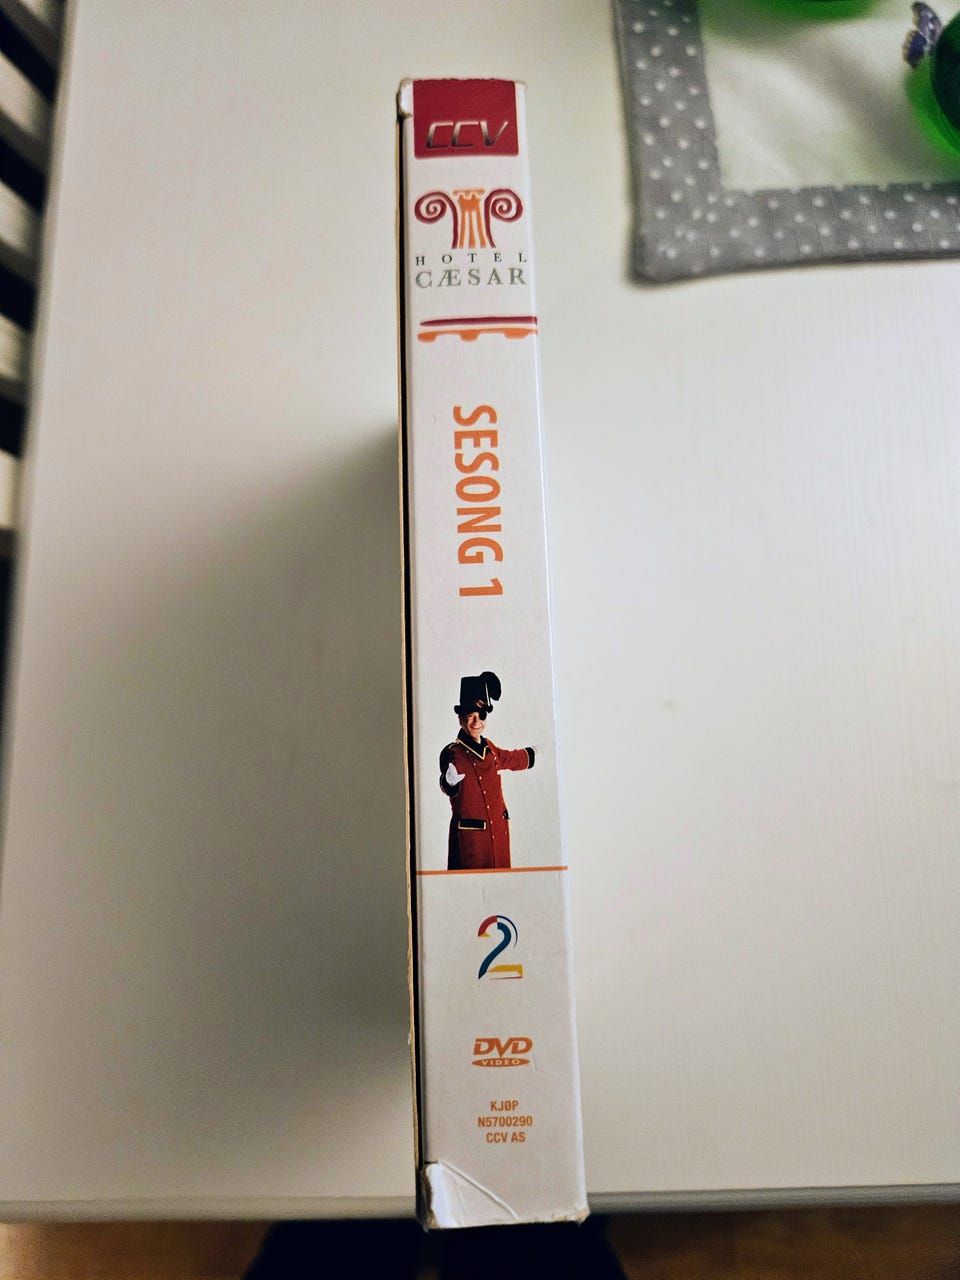 CCV
HOTEL
CÆSAR
SESONG 1
2
DVD
VIDEO
KJØP
N5700290
CCV AS